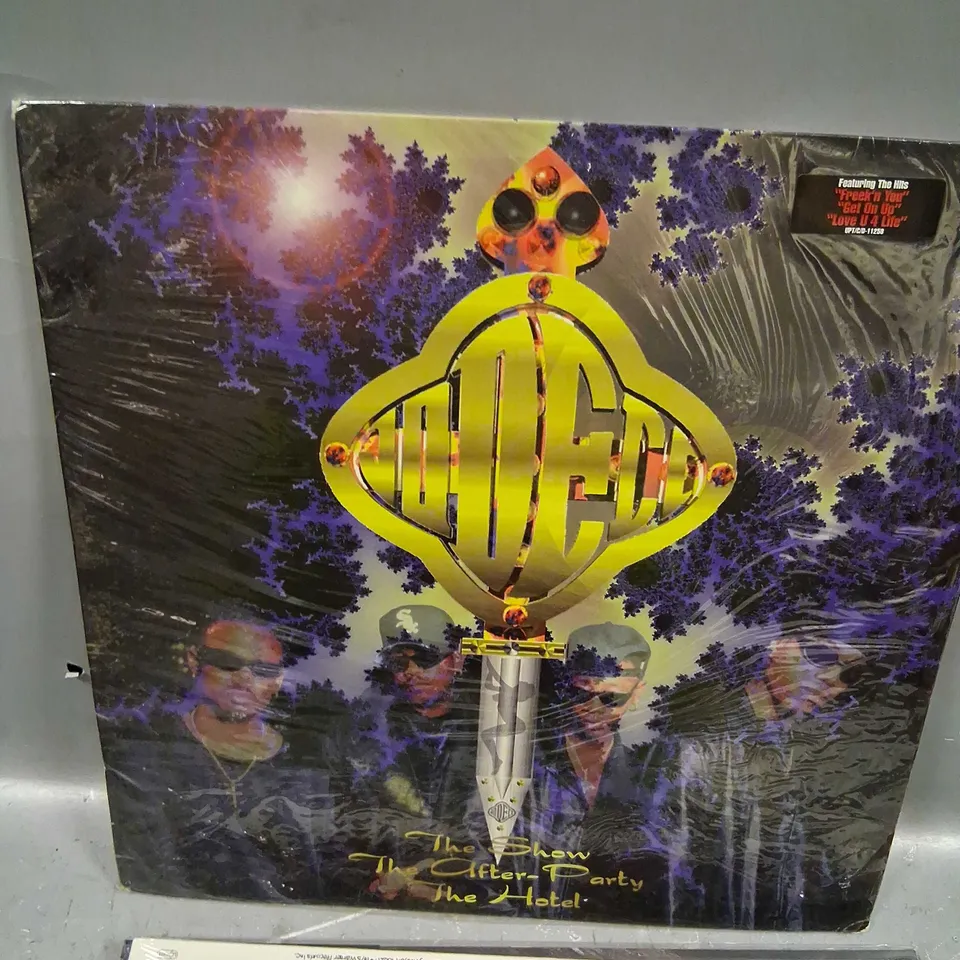 Featuring The Hits
"Freek'n You"
"Get On Up"
"Love U 4 Life"
UPT/C/D-11258
JODECI
JODECI
The Show
The After-Party
The Hotel